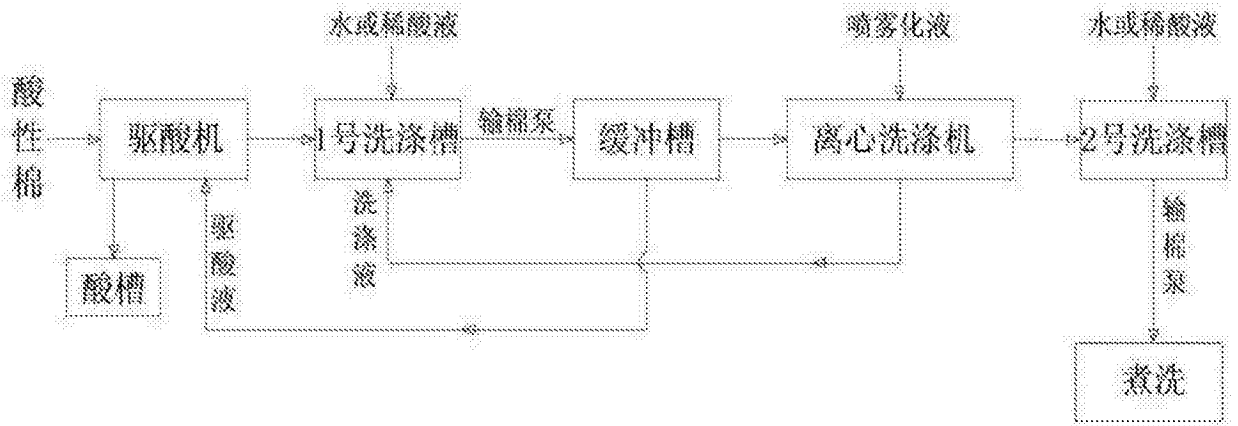 水或稀酸液
喷雾化液
水或稀酸液
酸性棉
驱酸机
1号洗涤槽
输棉泵
缓冲槽
离心洗涤机
2号洗涤槽
酸槽
驱酸液
洗涤液
输棉泵
煮洗